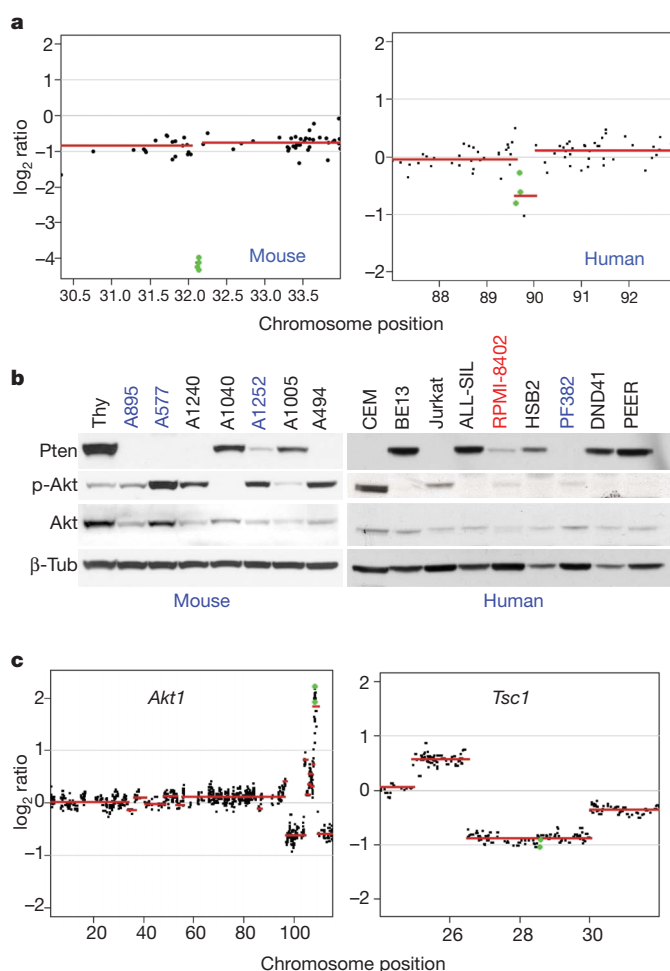 a
2
1
0
−1
−2
−3
−4
log2 ratio
30.5 31.0 31.5 32.0 32.5 33.0 33.5
Mouse
2
1
0
−1
−2
88 89 90 91 92
Human
Chromosome position
b
Thy A895 A577 A1240 A1040 A1252 A1005 A494
CEM BE13 Jurkat ALL-SIL RPMI-8402 HSB2 PF382 DND41 PEER
Pten
p-Akt
Akt
β-Tub
Mouse Human
c
Akt1
2
1
0
−1
−2
log2 ratio
20 40 60 80 100
Tsc1
2
1
0
−1
−2
26 28 30
Chromosome position